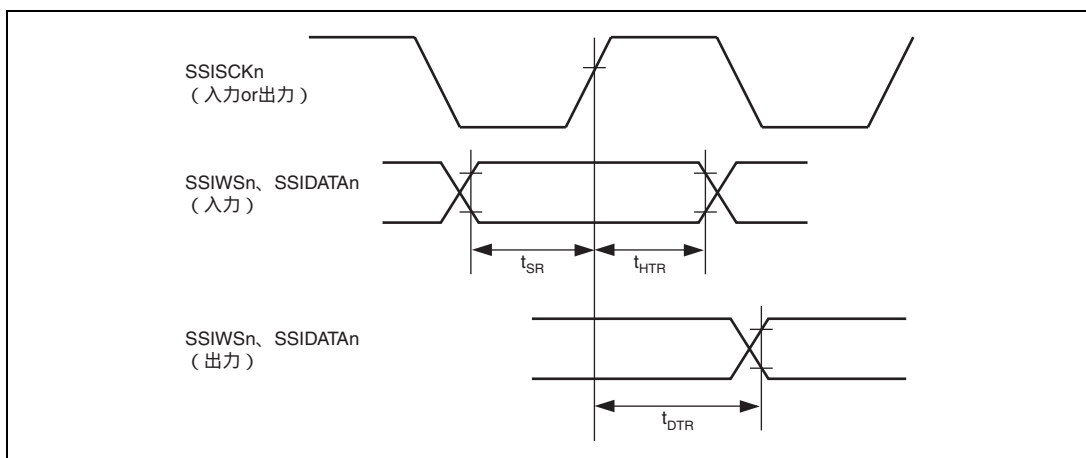 SSISCKn
（入力or出力）
SSIWSn、SSIDATAn
（入力）
tSR
tHTR
SSIWSn、SSIDATAn
（出力）
tDTR